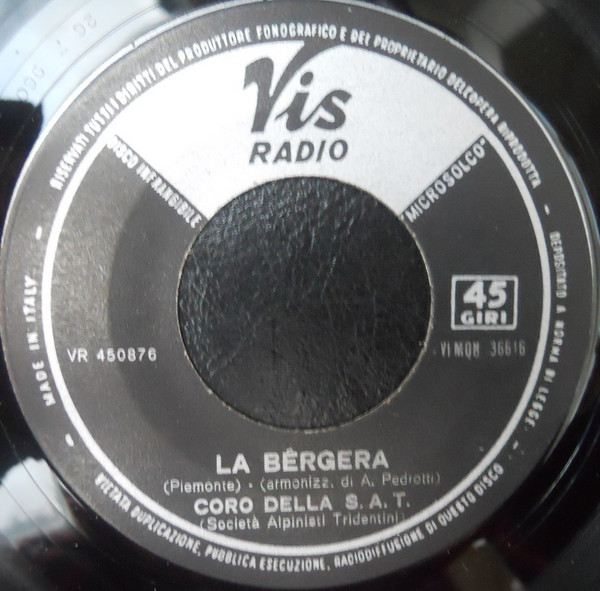 RISERVATI TUTTI I DIRITTI DEL PRODUTTORE FONOGRAFICO E DEL PROPRIETARIO DELL'OPERA RIPRODOTTA
DEPOSITATO A NORMA DI LEGGE
Vis
RADIO
DISCO INFRANGIBILE
"MICROSOLCO"
MADE IN ITALY
45
GIRI
VR 450876
VIMQN 36616
LA BÊRGERA
(Piemonte) - (armonizz. di A. Pedrotti)
CORO DELLA S.A.T.
(Società Alpinisti Tridentini)
VIETATA DUPLICAZIONE, PUBBLICA ESECUZIONE, RADIODIFFUSIONE DI QUESTO DISCO